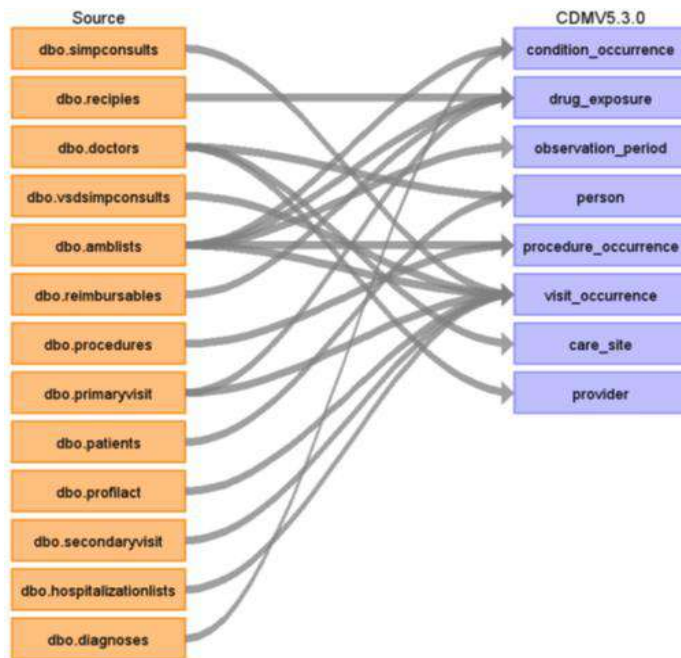 Source
CDMV5.3.0
dbo.simpconsults
condition_occurrence
dbo.recipies
drug_exposure
dbo.doctors
observation_period
dbo.vsdsimpconsults
person
dbo.amblists
procedure_occurrence
dbo.reimbursables
visit_occurrence
dbo.procedures
care_site
dbo.primaryvisit
provider
dbo.patients
dbo.profilact
dbo.secondaryvisit
dbo.hospitalizationlists
dbo.diagnoses